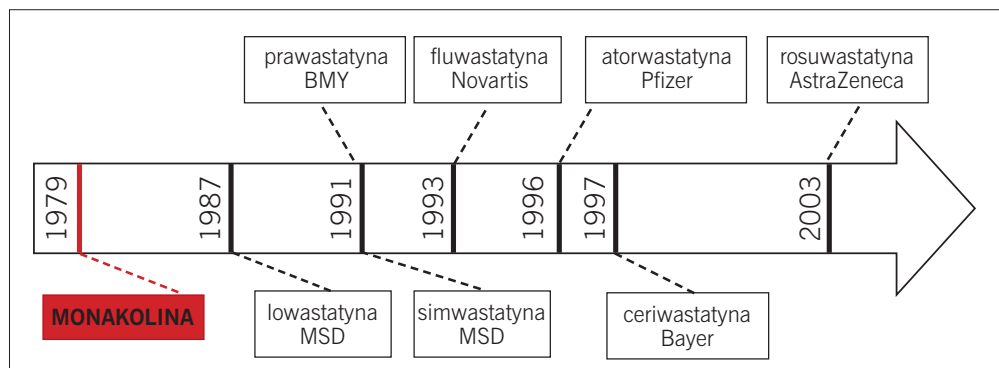 prawastatyna
BMY
fluwastatyna
Novartis
atorwastatyna
Pfizer
rosuwastatyna
AstraZeneca
1979
1987
1991
1993
1996
1997
2003
MONAKOLINA
lowastatyna
MSD
simwastatyna
MSD
ceriwastatyna
Bayer